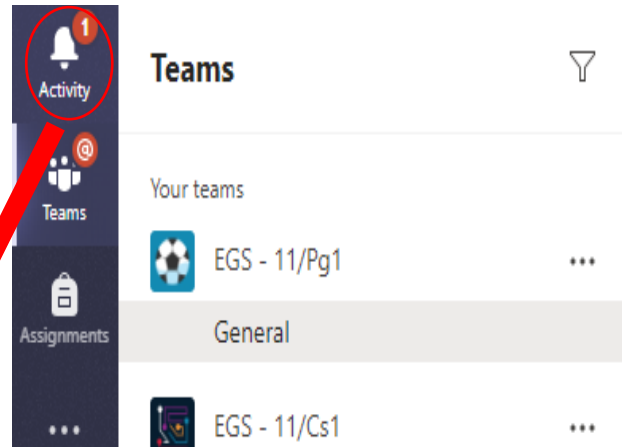 1
Activity
@
Teams
Assignments
...
Teams
Your teams
EGS - 11/Pg1 ...
General
EGS - 11/Cs1 ...